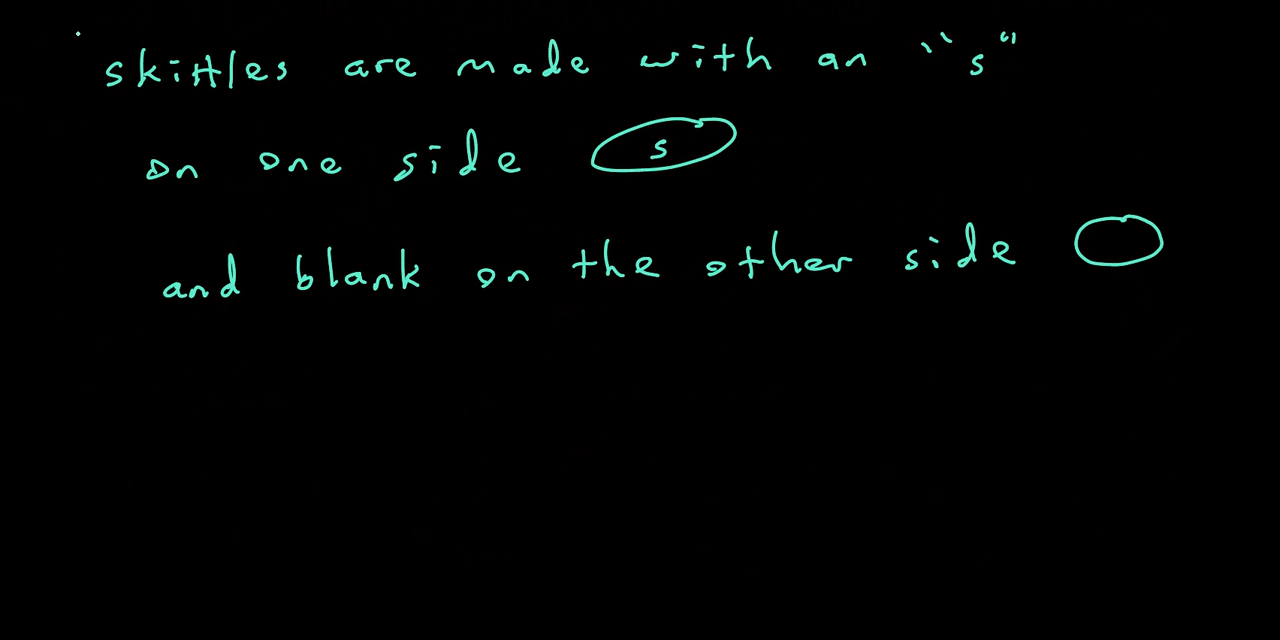 skittles are made with an "s"
on one side s
and blank on the other side